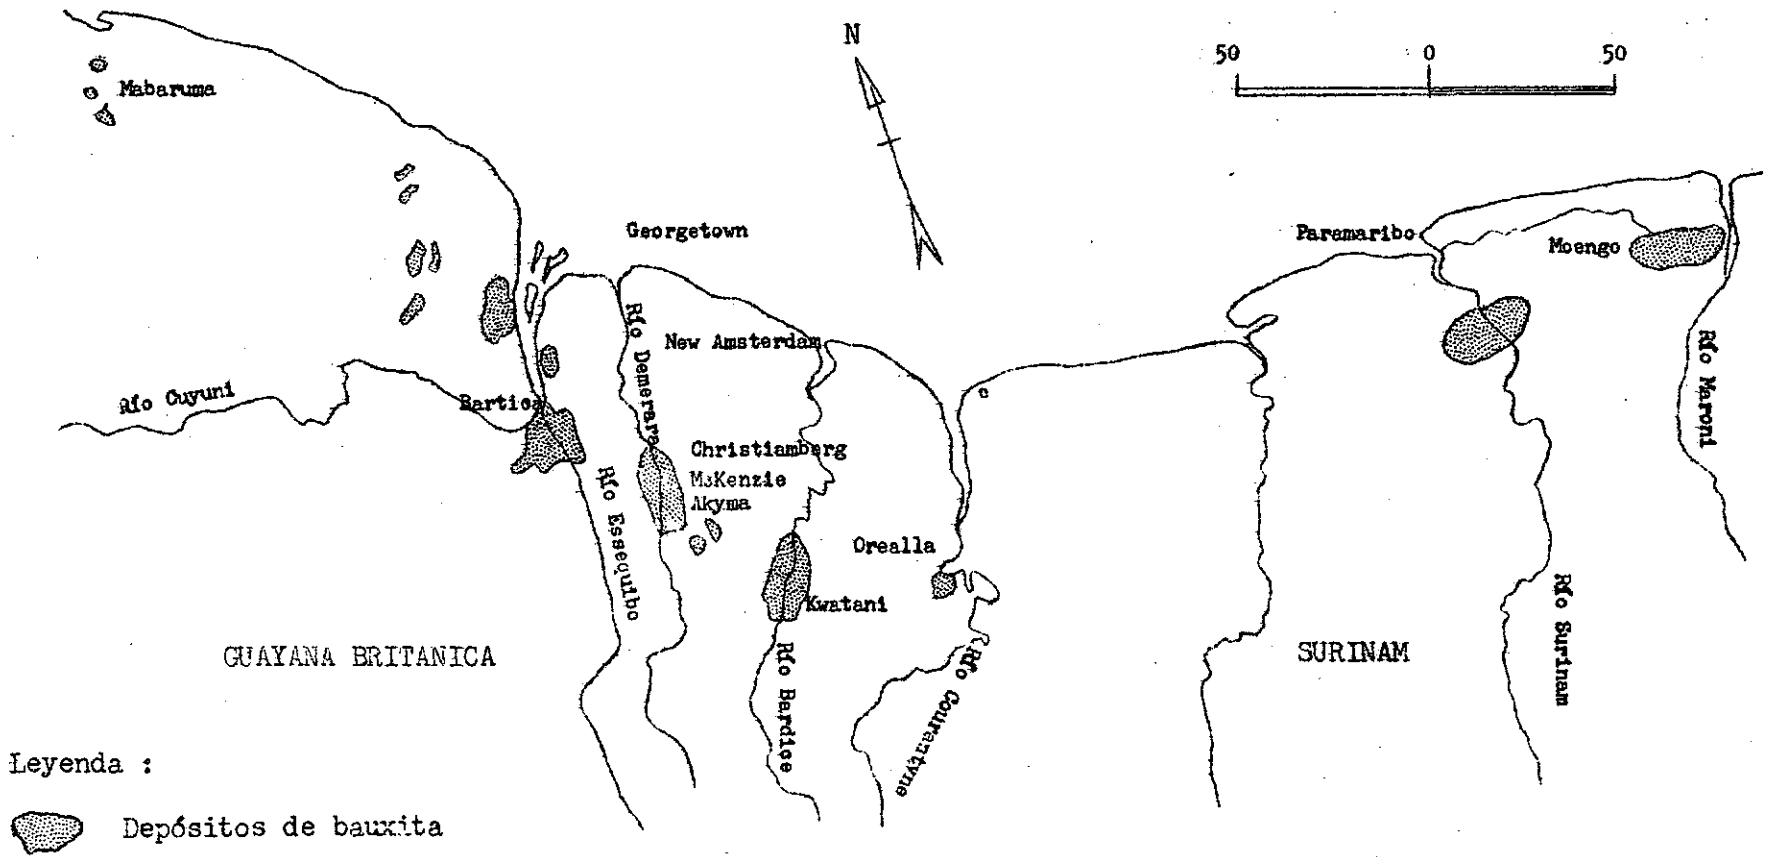 N
50 0 50
Mabaruma
Georgetown
Paramaribo
Moengo
Río Demerara
New Amsterdam
Río Cuyuni
Bartica
Río Maroni
Christiamberg
McKenzie
Akyma
Río Essequibo
Orealla
Kwatani
Río Surinam
GUAYANA BRITANICA
SURINAM
Río Bardice
Río Courantyne
Leyenda :
Depósitos de bauxita